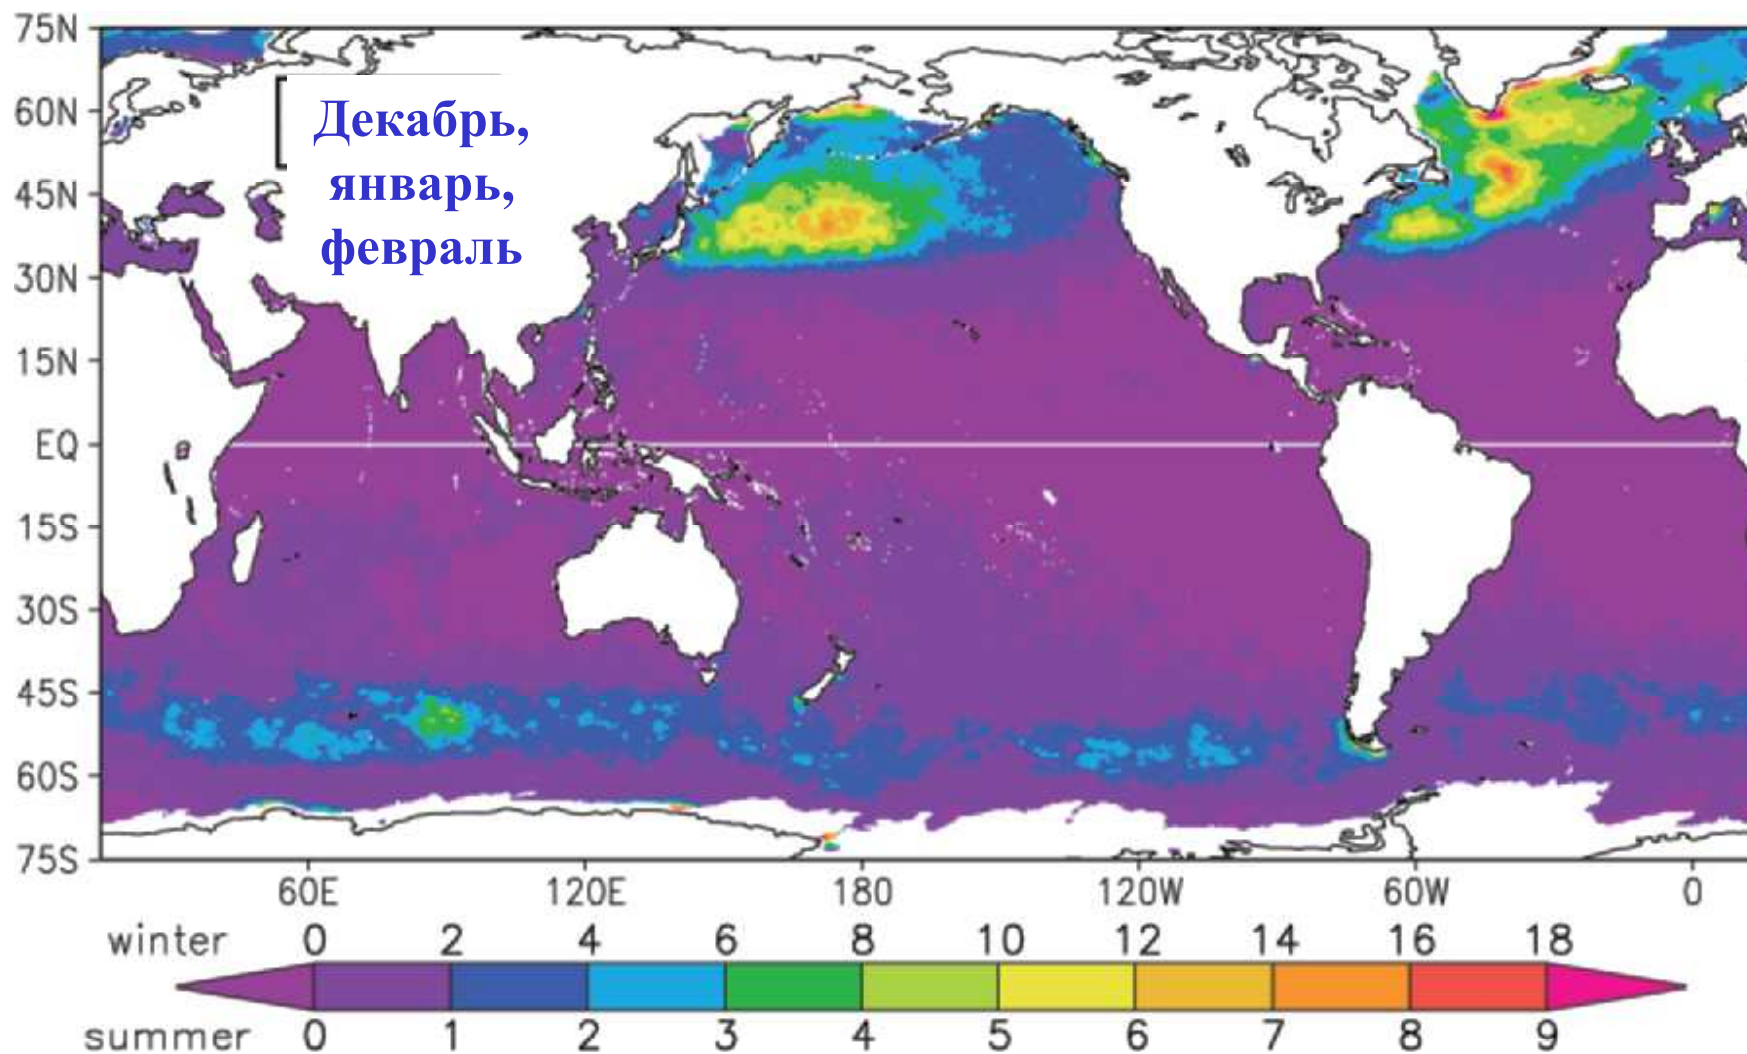 75N
60N
45N
30N
15N
EQ
15S
30S
45S
60S
75S
Декабрь,
январь,
февраль
60E 120E 180 120W 60W 0
winter 0 2 4 6 8 10 12 14 16 18
summer 0 1 2 3 4 5 6 7 8 9